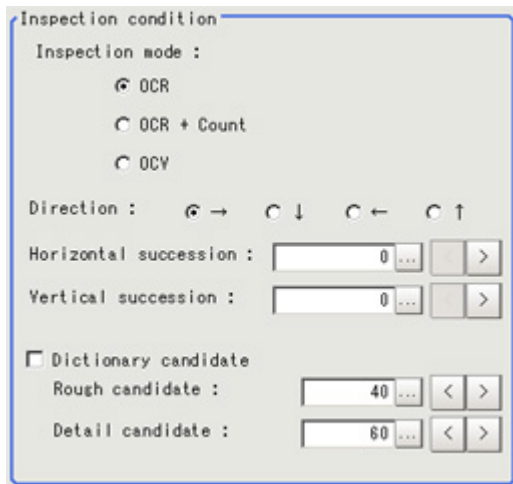 Inspection condition
Inspection mode :
OCR
OCR + Count
OCV
Direction : → ↓ ← ↑
Horizontal succession : 0 ... < >
Vertical succession : 0 ... < >
Dictionary candidate
Rough candidate : 40 ... < >
Detail candidate : 60 ... < >